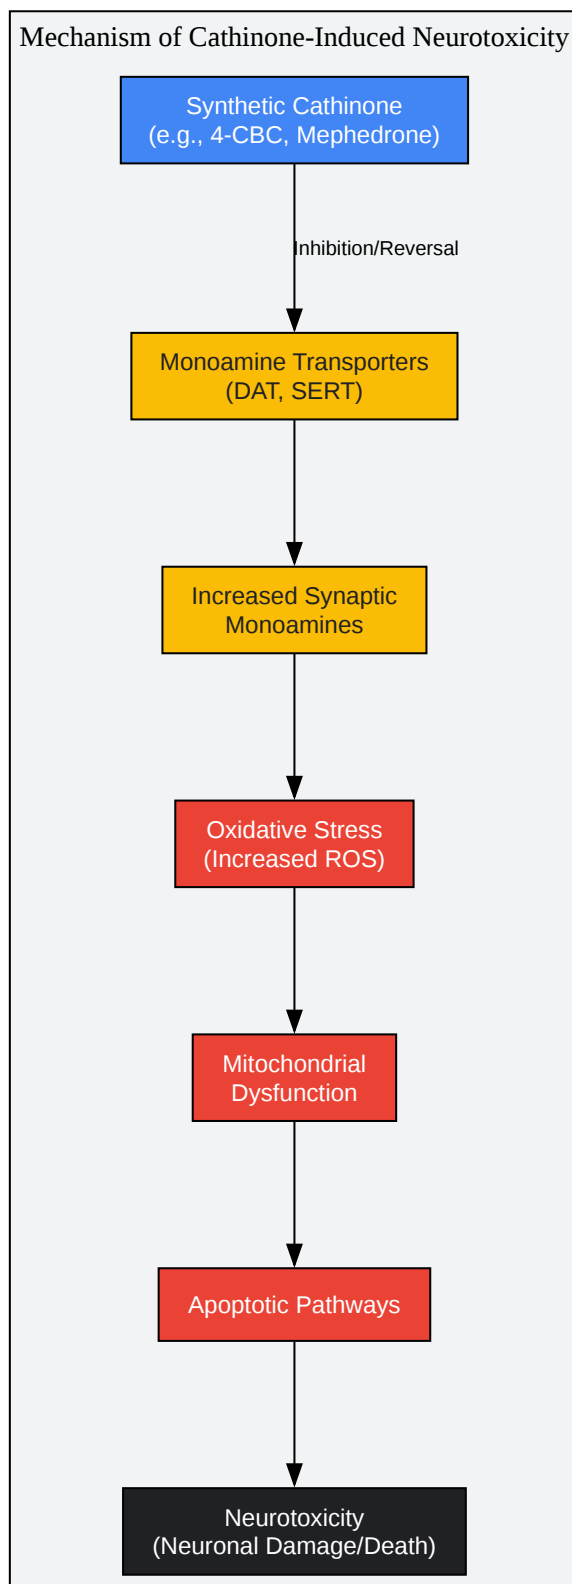 Mechanism of Cathinone-Induced Neurotoxicity
Synthetic Cathinone
(e.g., 4-CBC, Mephedrone)
Inhibition/Reversal
Monoamine Transporters
(DAT, SERT)
Increased Synaptic
Monoamines
Oxidative Stress
(Increased ROS)
Mitochondrial
Dysfunction
Apoptotic Pathways
Neurotoxicity
(Neuronal Damage/Death)